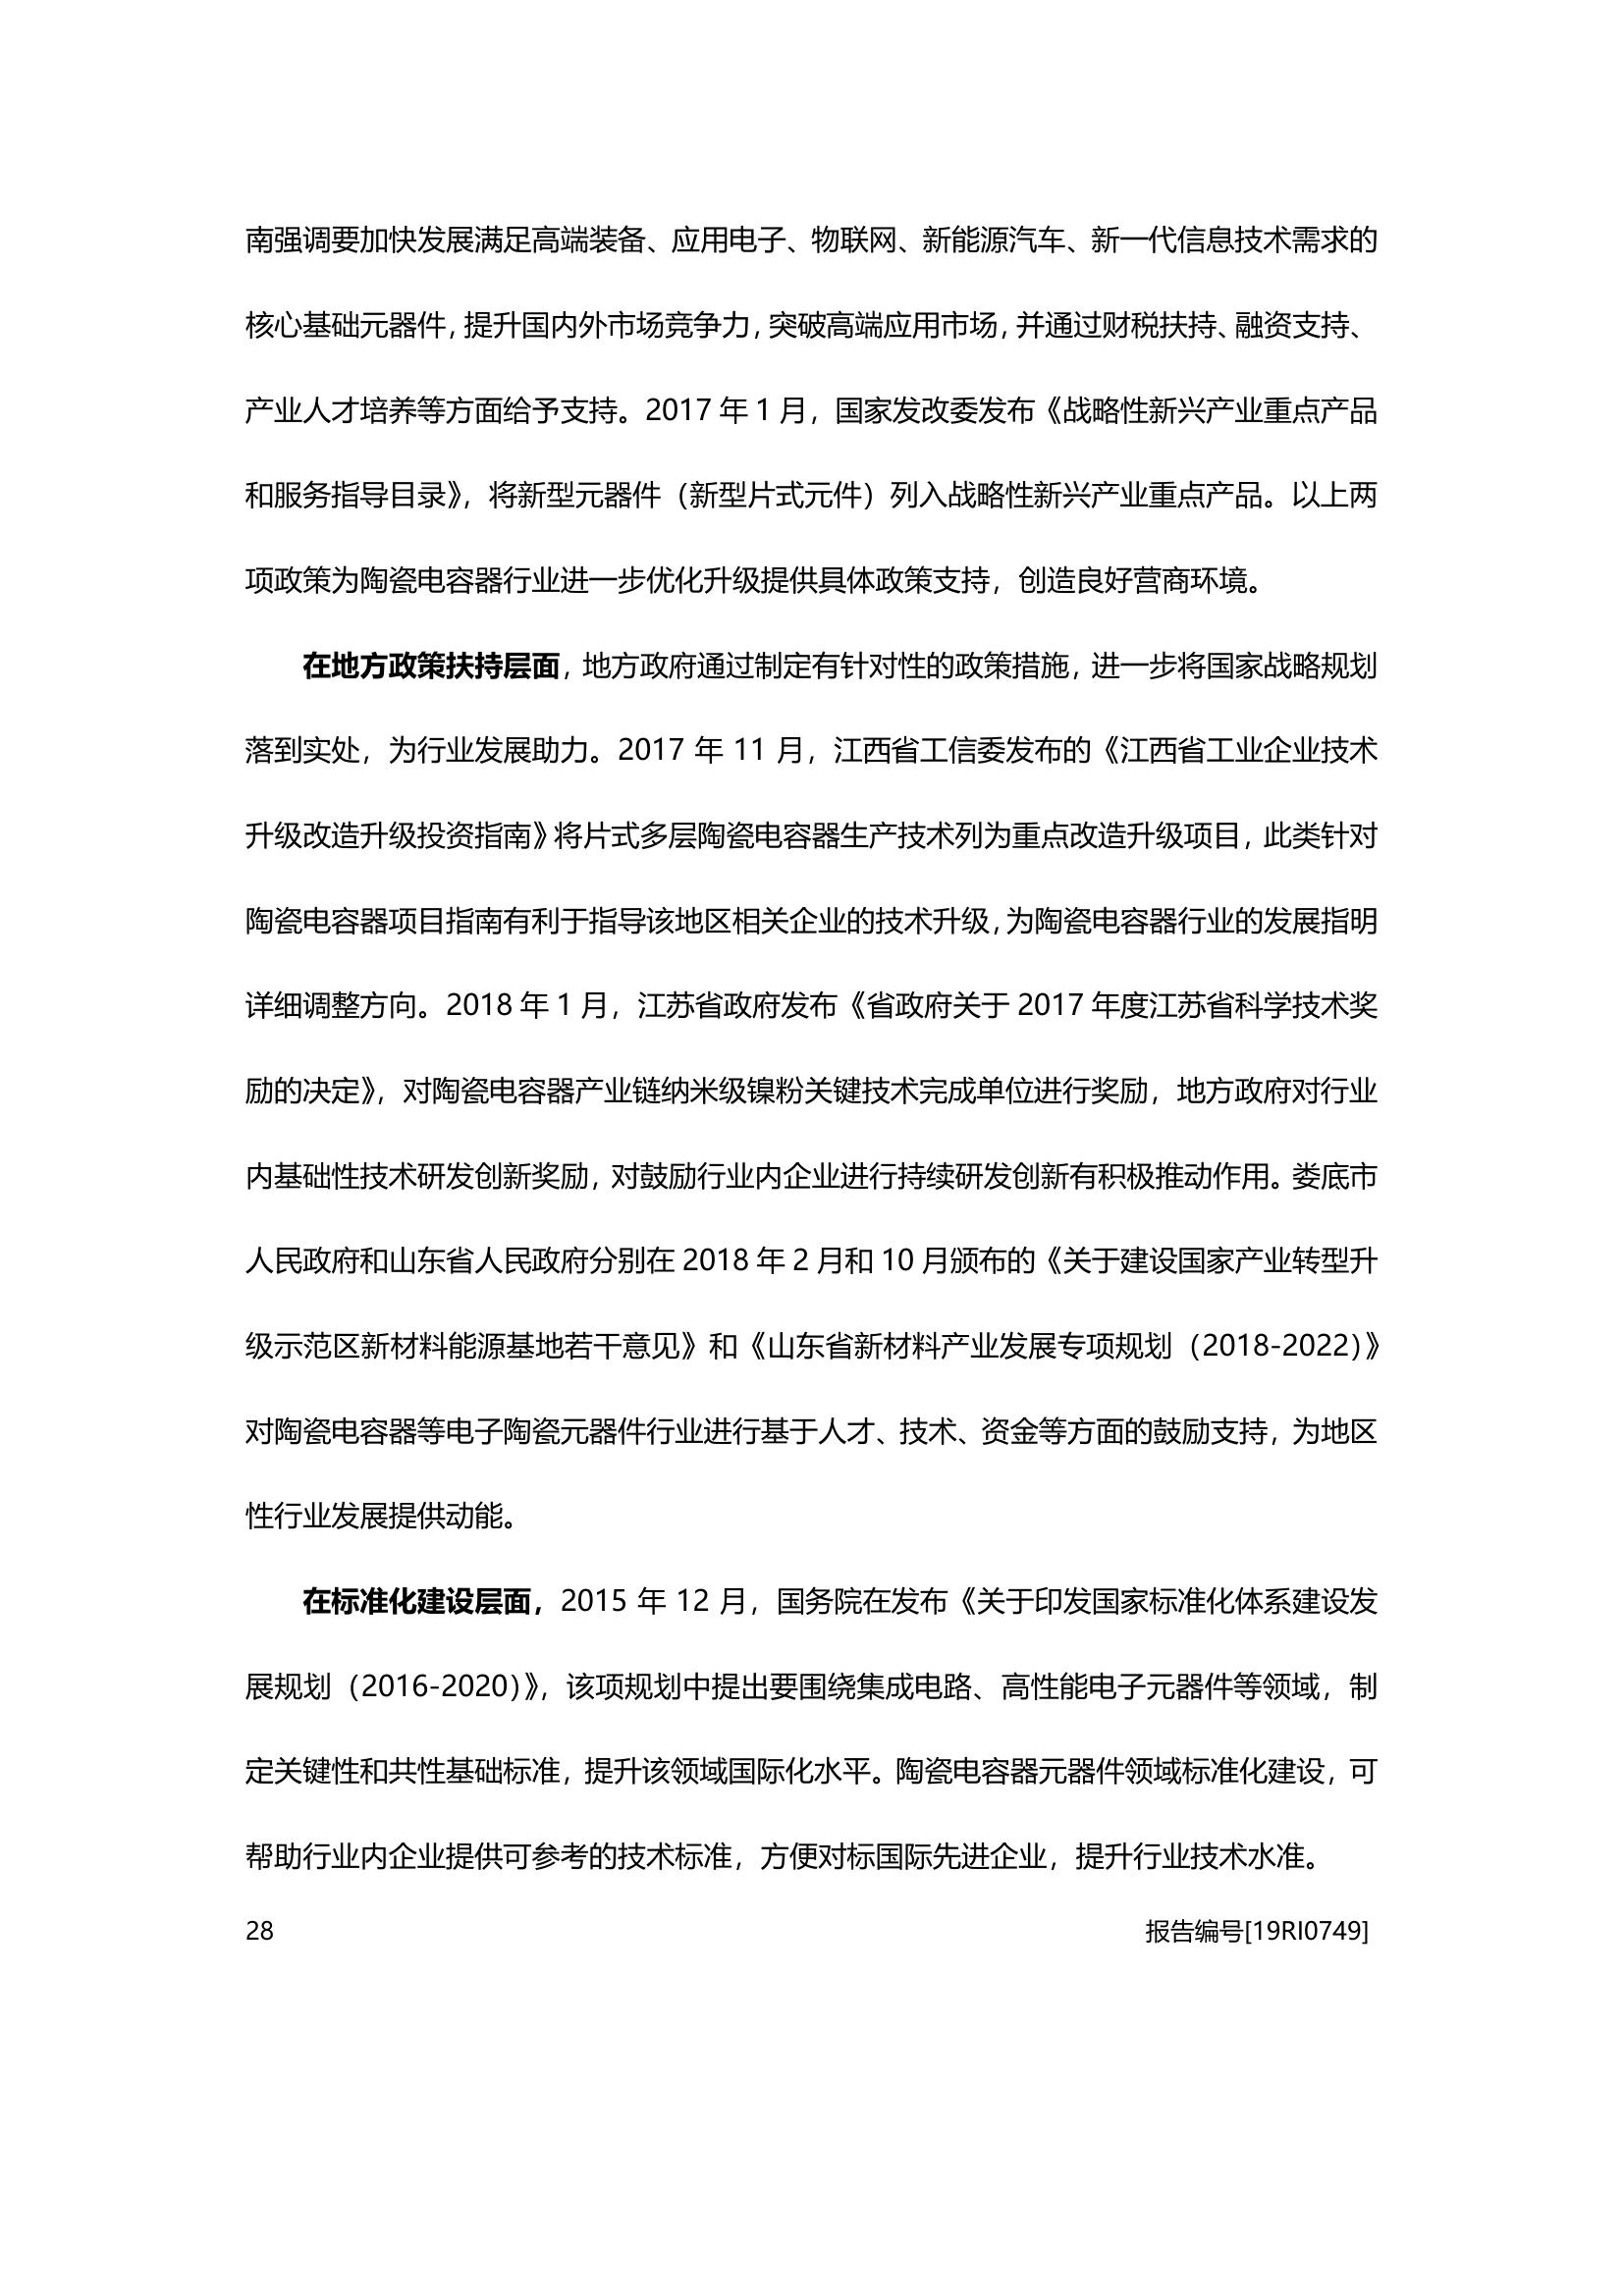 南强调要加快发展满足高端装备、应用电子、物联网、新能源汽车、新一代信息技术需求的
核心基础元器件，提升国内外市场竞争力，突破高端应用市场，并通过财税扶持、融资支持、
产业人才培养等方面给予支持。2017 年 1 月，国家发改委发布《战略性新兴产业重点产品
和服务指导目录》，将新型元器件（新型片式元件）列入战略性新兴产业重点产品。以上两
项政策为陶瓷电容器行业进一步优化升级提供具体政策支持，创造良好营商环境。
在地方政策扶持层面，地方政府通过制定有针对性的政策措施，进一步将国家战略规划
落到实处，为行业发展助力。2017 年 11 月，江西省工信委发布的《江西省工业企业技术
升级改造升级投资指南》将片式多层陶瓷电容器生产技术列为重点改造升级项目，此类针对
陶瓷电容器项目指南有利于指导该地区相关企业的技术升级，为陶瓷电容器行业的发展指明
详细调整方向。2018 年 1 月，江苏省政府发布《省政府关于 2017 年度江苏省科学技术奖
励的决定》，对陶瓷电容器产业链纳米级镍粉关键技术完成单位进行奖励，地方政府对行业
内基础性技术研发创新奖励，对鼓励行业内企业进行持续研发创新有积极推动作用。娄底市
人民政府和山东省人民政府分别在 2018 年 2 月和 10 月颁布的《关于建设国家产业转型升
级示范区新材料能源基地若干意见》和《山东省新材料产业发展专项规划（2018-2022）》
对陶瓷电容器等电子陶瓷元器件行业进行基于人才、技术、资金等方面的鼓励支持，为地区
性行业发展提供动能。
在标准化建设层面，2015 年 12 月，国务院在发布《关于印发国家标准化体系建设发
展规划（2016-2020）》，该项规划中提出要围绕集成电路、高性能电子元器件等领域，制
定关键性和共性基础标准，提升该领域国际化水平。陶瓷电容器元器件领域标准化建设，可
帮助行业内企业提供可参考的技术标准，方便对标国际先进企业，提升行业技术水准。
28 报告编号[19RI0749]